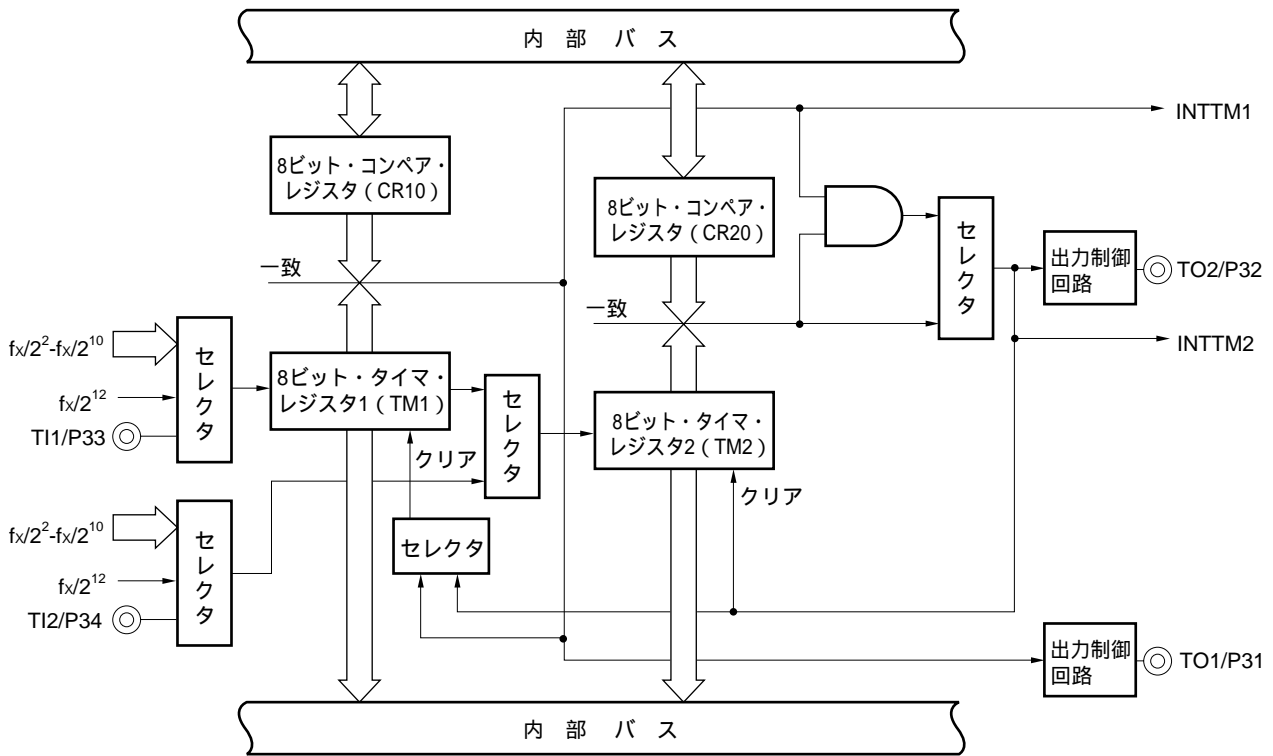 内 部 バ ス
INTTM1
8ビット・コンペア・
レジスタ（CR10）
8ビット・コンペア・
レジスタ（CR20）
セレクタ
出力制御
回路
TO2/P32
一致
一致
INTTM2
fx/2²-fx/2¹⁰
fx/2¹²
TI1/P33
セレクタ
8ビット・タイマ・
レジスタ1（TM1）
セレクタ
8ビット・タイマ・
レジスタ2（TM2）
クリア
クリア
fx/2²-fx/2¹⁰
fx/2¹²
TI2/P34
セレクタ
セレクタ
出力制御
回路
TO1/P31
内 部 バ ス